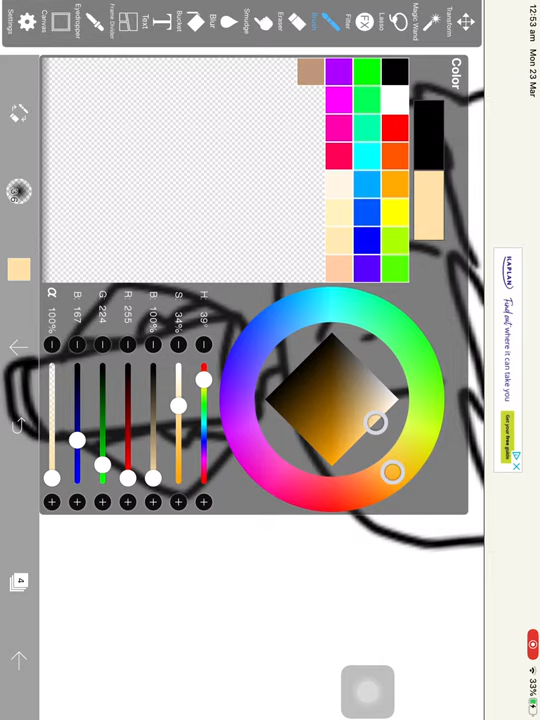 12:53 am Mon 23 Mar
33%
KAPLAN
Find out where it can take you
Get your free guide
Transform
Magic Wand
Lasso
Filter
FX
Brush
Eraser
Smudge
Blur
Bucket
Text
T
Frame Divider
Eyedropper
Canvas
Settings
Color
H: 39°
S: 34%
B: 100%
R: 255
G: 224
B: 167
α 100%
4